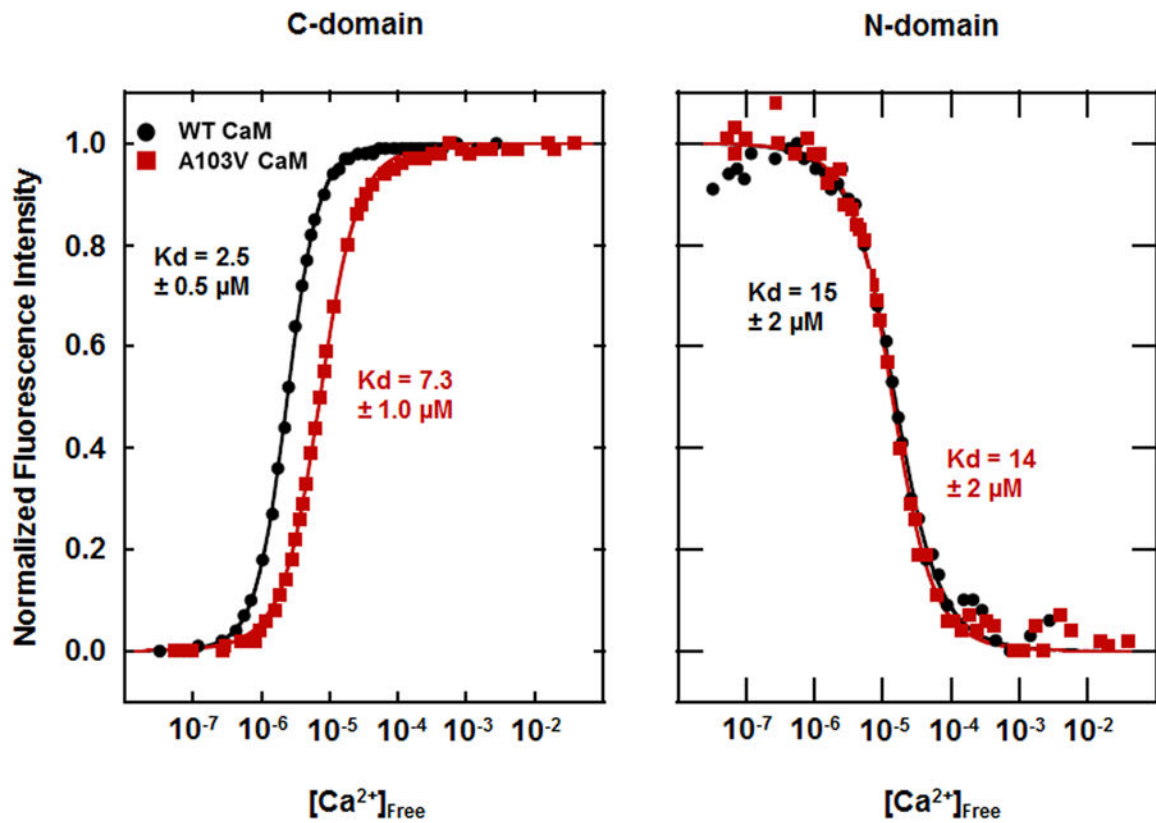 C-domain
N-domain
Normalized Fluorescence Intensity
1.0
0.8
0.6
0.4
0.2
0.0
WT CaM
A103V CaM
Kd = 2.5
± 0.5 µM
Kd = 7.3
± 1.0 µM
10⁻⁷ 10⁻⁶ 10⁻⁵ 10⁻⁴ 10⁻³ 10⁻²
[Ca²⁺]Free
Kd = 15
± 2 µM
Kd = 14
± 2 µM
10⁻⁷ 10⁻⁶ 10⁻⁵ 10⁻⁴ 10⁻³ 10⁻²
[Ca²⁺]Free